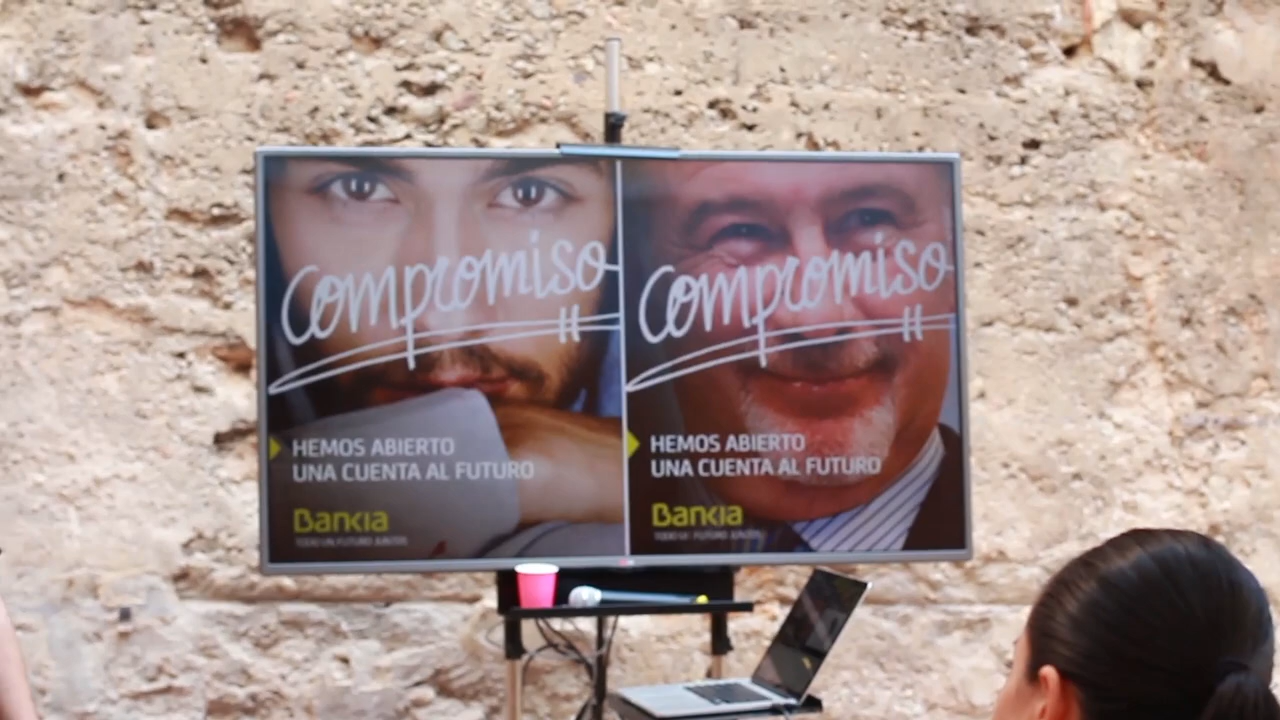 Compromiso
HEMOS ABIERTO
UNA CUENTA AL FUTURO
Bankia
Compromiso
HEMOS ABIERTO
UNA CUENTA AL FUTURO
Bankia